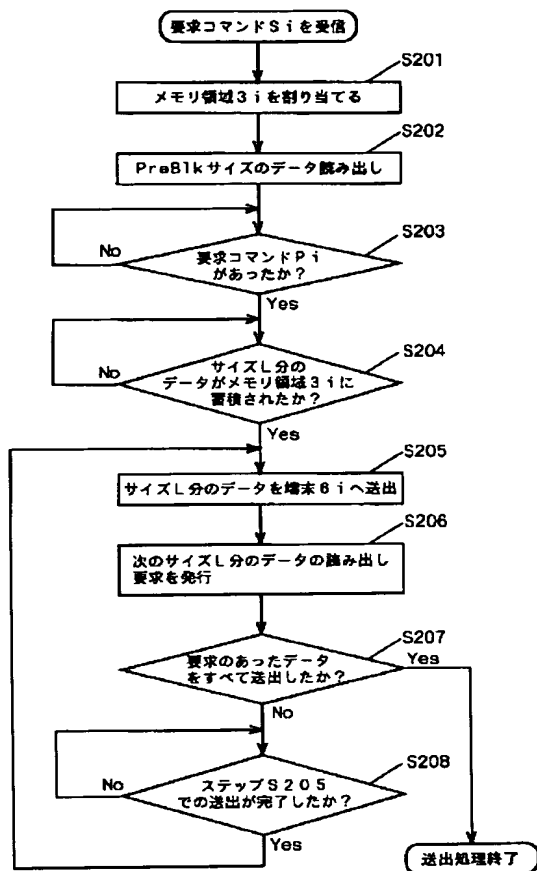 要求コマンドSiを受信
S201
メモリ領域3iを割り当てる
S202
PreBlkサイズのデータ読み出し
S203
要求コマンドPi
があったか?
No
Yes
S204
サイズL分の
データがメモリ領域3iに
蓄積されたか?
No
Yes
S205
サイズL分のデータを端末6iへ送出
S206
次のサイズL分のデータの読み出し
要求を発行
S207
要求のあったデータ
をすべて送出したか?
Yes
No
S208
ステップS205
での送出が完了したか?
No
Yes
送出処理終了